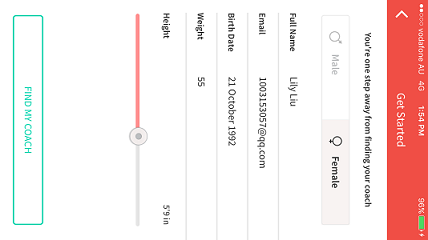 vodafone AU 4G 1:54 PM 96%
Get Started
You're one step away from finding your coach
Male Female
Full Name Lily Liu
Email 1003153057@qq.com
Birth Date 21 October 1992
Weight 55
Height 5'9 in
FIND MY COACH